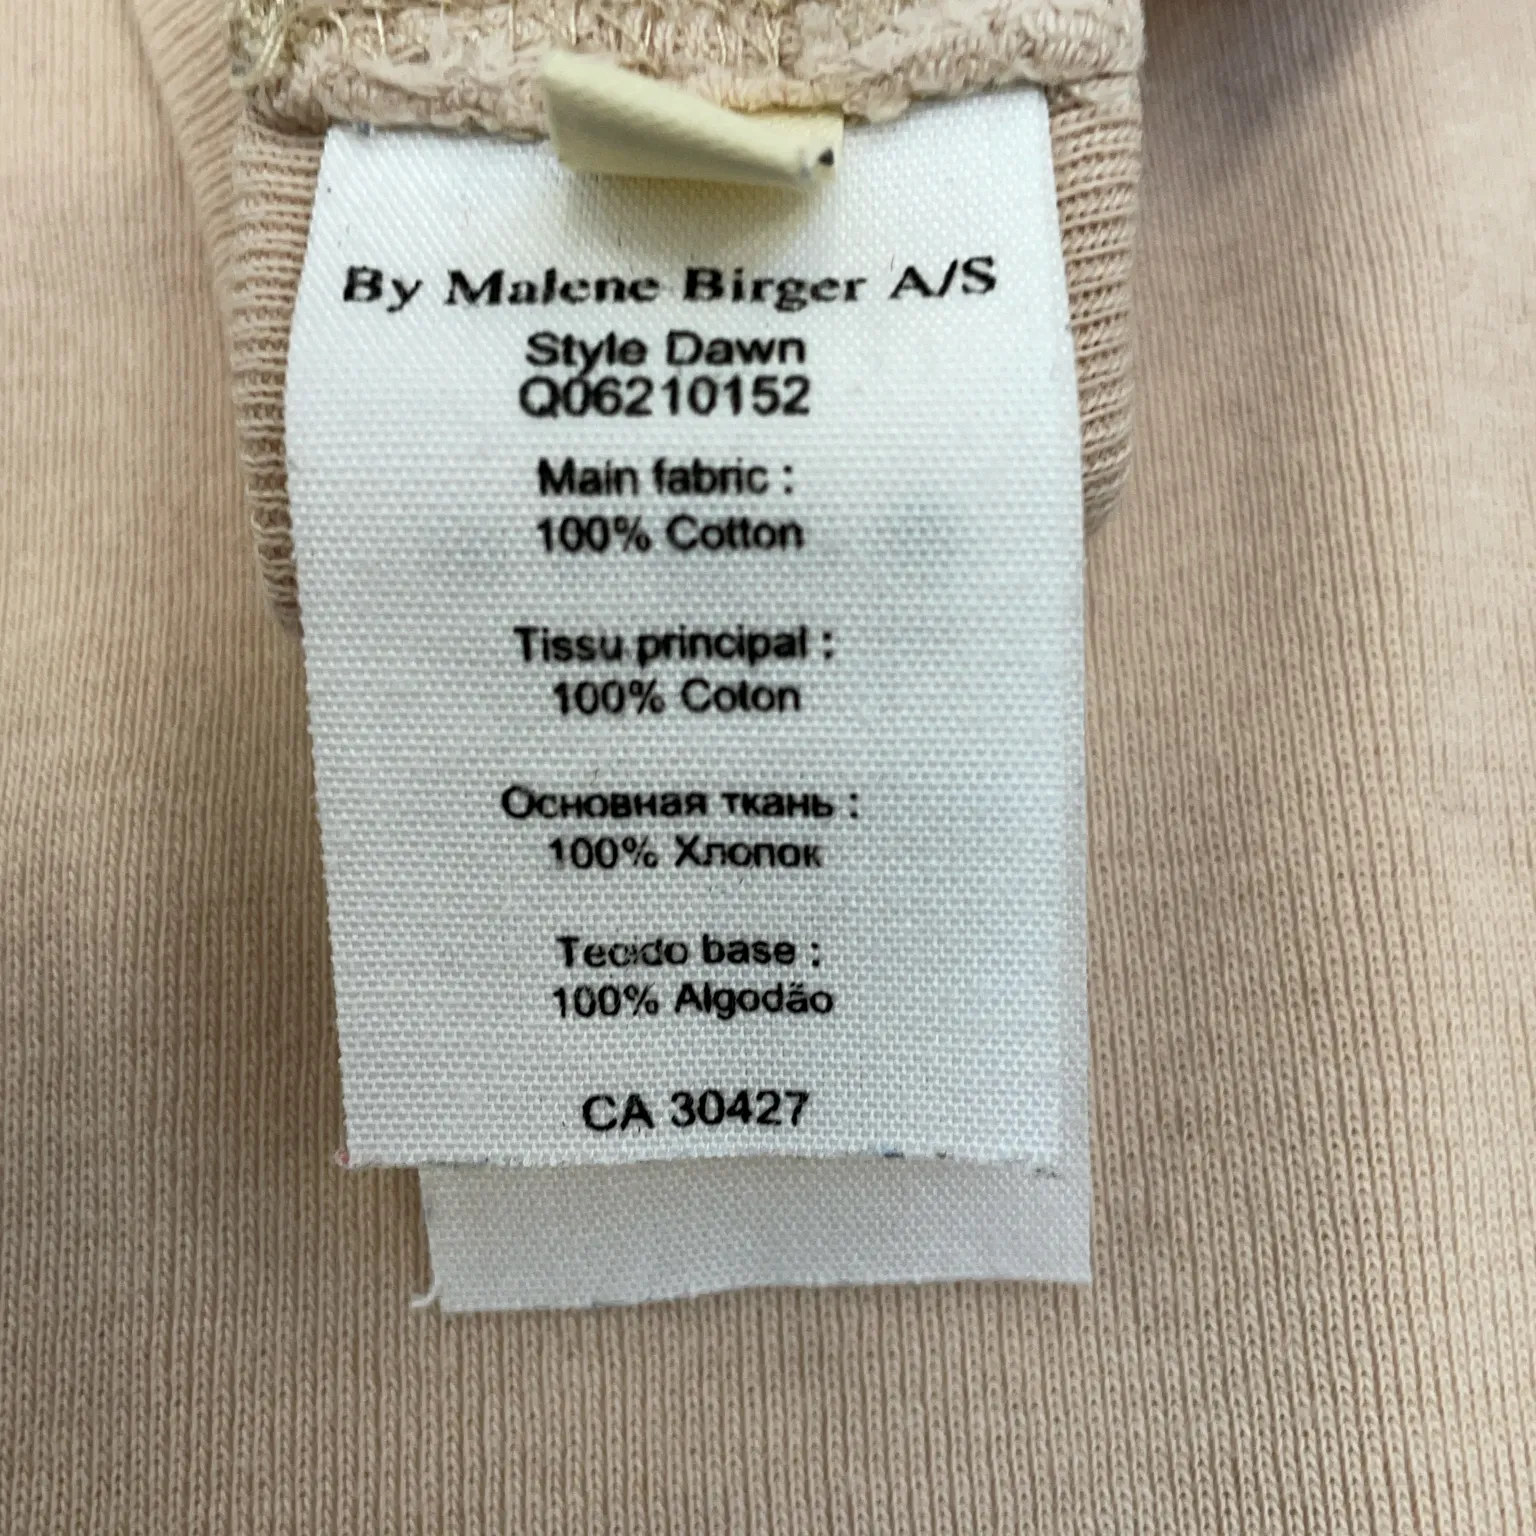 By Malene Birger A/S
Style Dawn
Q06210152
Main fabric :
100% Cotton
Tissu principal :
100% Coton
Основная ткань :
100% Хлопок
Tecido base :
100% Algodão
CA 30427